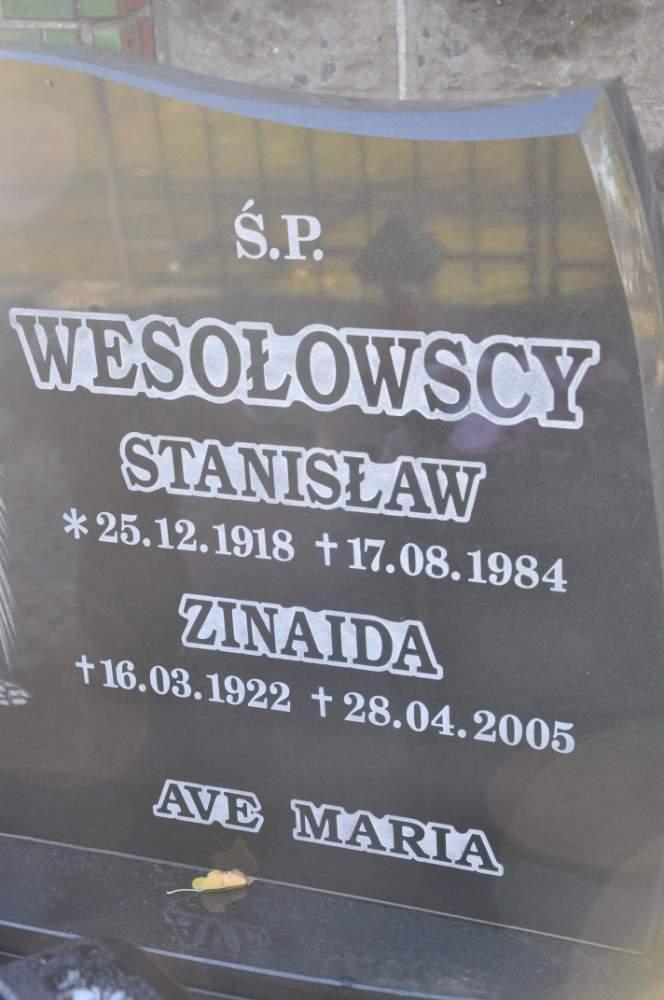 Ś.P.
WESOŁOWSCY
STANISŁAW
*25.12.1918 †17.08.1984
ZINAIDA
†16.03.1922 †28.04.2005
AVE MARIA